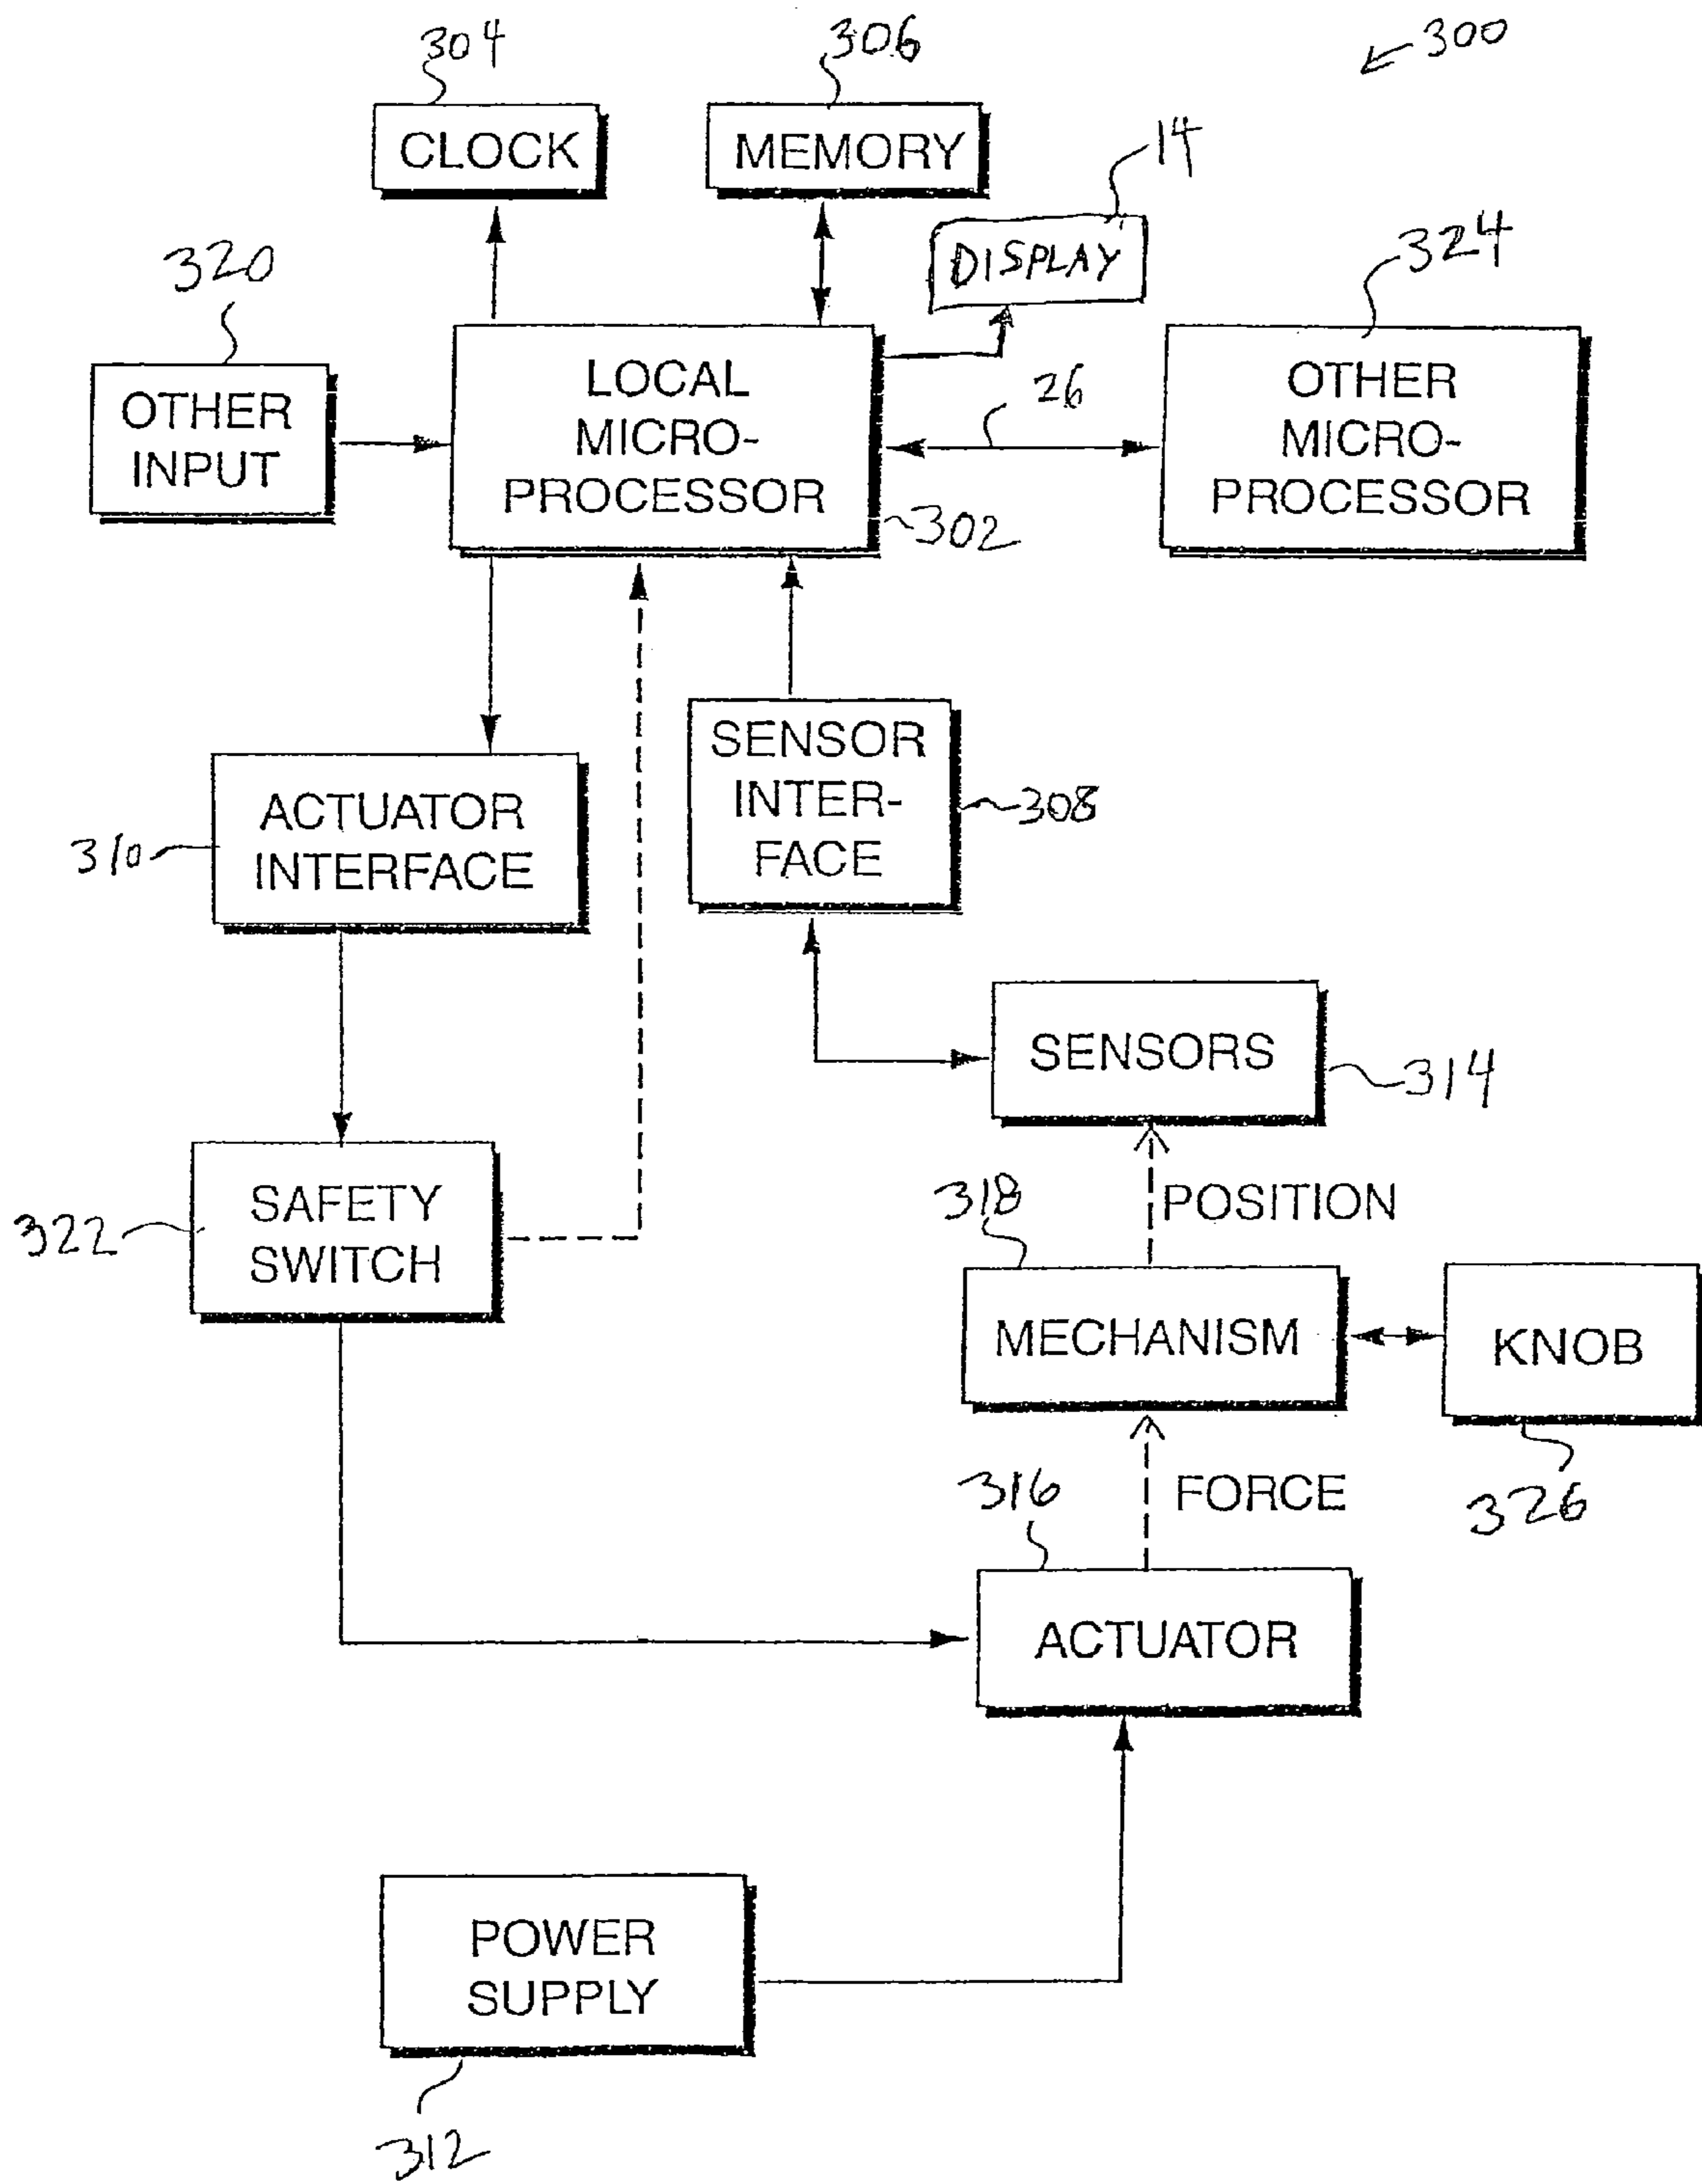 304
306
300
CLOCK
MEMORY
14
320
DISPLAY
324
OTHER
INPUT
LOCAL
MICRO-
PROCESSOR
26
OTHER
MICRO-
PROCESSOR
302
SENSOR
INTER-
FACE
308
ACTUATOR
INTERFACE
310
SENSORS
314
SAFETY
SWITCH
322
318
POSITION
MECHANISM
KNOB
316
FORCE
326
ACTUATOR
POWER
SUPPLY
312